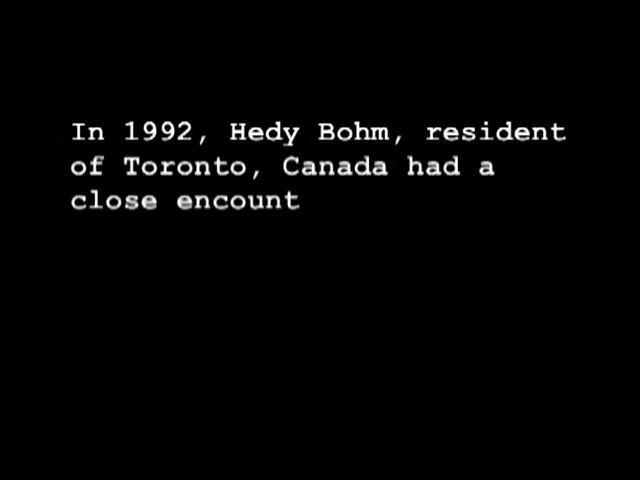 In 1992, Hedy Bohm, resident
of Toronto, Canada had a
close encount